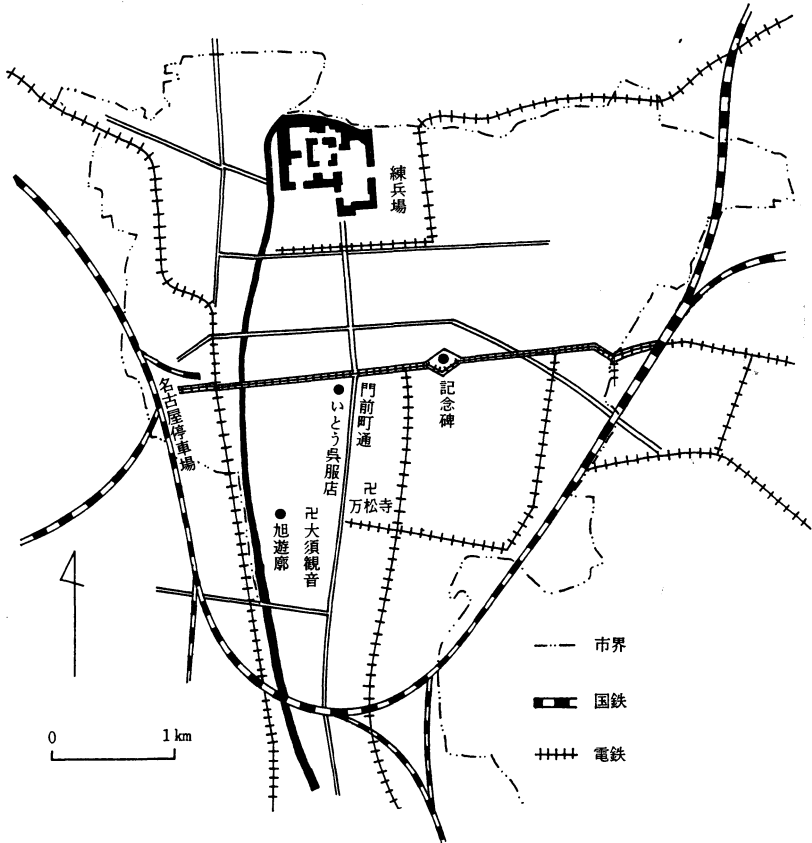 練兵場
名古屋停車場
門前町通
いとう呉服店
記念碑
卍
万松寺
卍大須観音
旭遊廓
市界
国鉄
電鉄
0 1km